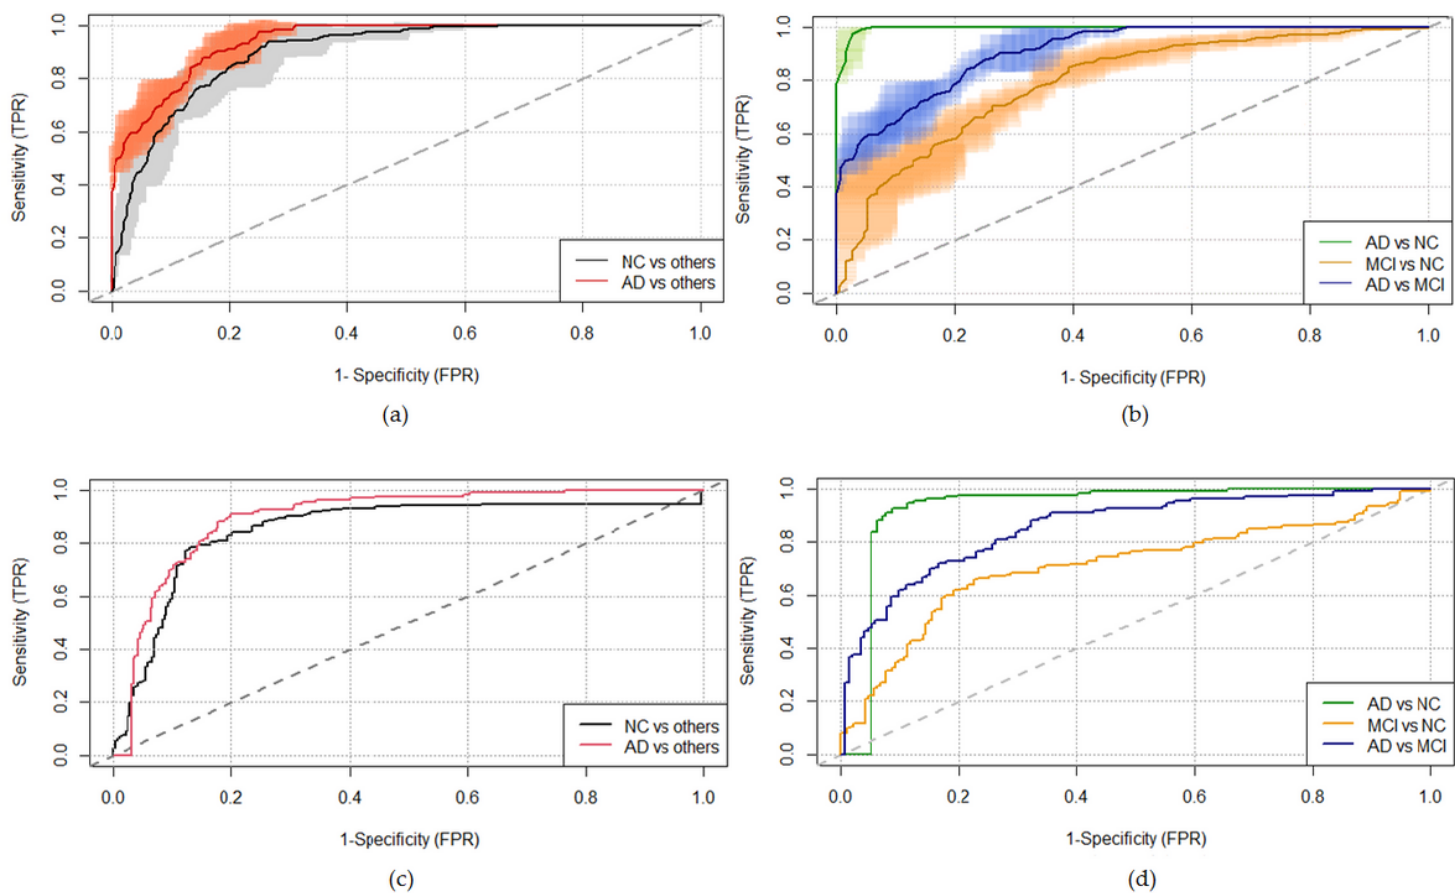 Sensitivity (TPR)
0.0 0.2 0.4 0.6 0.8 1.0
NC vs others
AD vs others
0.0 0.2 0.4 0.6 0.8 1.0
1- Specificity (FPR)
(a)
Sensitivity (TPR)
0.0 0.2 0.4 0.6 0.8 1.0
AD vs NC
MCI vs NC
AD vs MCI
0.0 0.2 0.4 0.6 0.8 1.0
1- Specificity (FPR)
(b)
Sensitivity (TPR)
0.0 0.2 0.4 0.6 0.8 1.0
NC vs others
AD vs others
0.0 0.2 0.4 0.6 0.8 1.0
1-Specificity (FPR)
(c)
Sensitivity (TPR)
0.0 0.2 0.4 0.6 0.8 1.0
AD vs NC
MCI vs NC
AD vs MCI
0.0 0.2 0.4 0.6 0.8 1.0
1-Specificity (FPR)
(d)